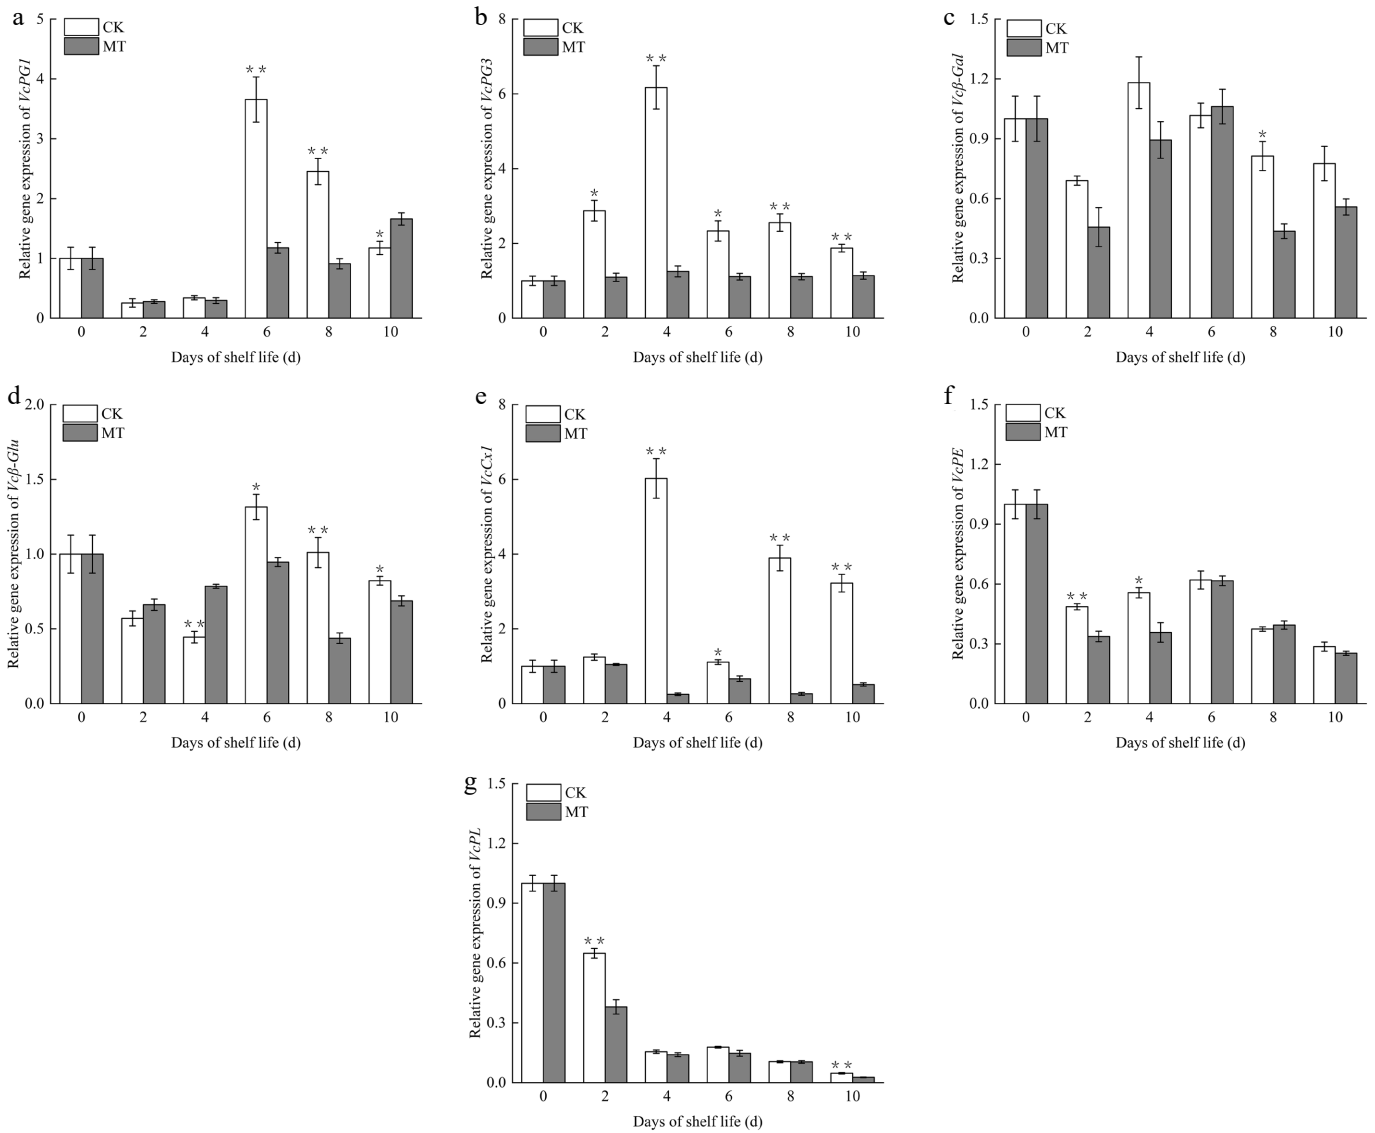 a
Relative gene expression of VcPG1
5
4
3
2
1
0
CK
MT
* *
* *
*
0 2 4 6 8 10
Days of shelf life (d)
b
Relative gene expression of VcPG3
8
6
4
2
0
CK
MT
*
* *
*
* *
* *
0 2 4 6 8 10
Days of shelf life (d)
c
Relative gene expression of Vcβ-Gal
1.5
1.2
0.9
0.6
0.3
0.0
CK
MT
*
0 2 4 6 8 10
Days of shelf life (d)
d
Relative gene expression of Vcβ-Glu
2.0
1.5
1.0
0.5
0.0
CK
MT
* *
*
* *
*
0 2 4 6 8 10
Days of shelf life (d)
e
Relative gene expression of VcCx1
8
6
4
2
0
CK
MT
* *
*
* *
* *
0 2 4 6 8 10
Days of shelf life (d)
f
Relative gene expression of VcPE
1.5
1.2
0.9
0.6
0.3
0.0
CK
MT
* *
*
0 2 4 6 8 10
Days of shelf life (d)
g
Relative gene expression of VcPL
1.5
1.2
0.9
0.6
0.3
0.0
CK
MT
* *
* *
0 2 4 6 8 10
Days of shelf life (d)